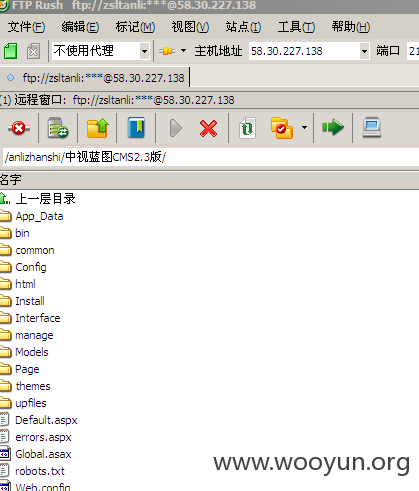 FTP Rush ftp://zsltanli:***@58.30.227.138
文件(F) 编辑(E) 标记(M) 视图(V) 站点(I) 工具(T) 帮助(H)
不使用代理 主机地址 58.30.227.138 端口 21
ftp://zsltanli:***@58.30.227.138
(1) 远程窗口: ftp://zsltanli:***@58.30.227.138
/anlizhanshi/中视蓝图CMS2.3版/
名字
上一层目录
App_Data
bin
common
Config
html
Install
Interface
manage
Models
Page
themes
upfiles
Default.aspx
errors.aspx
Global.asax
robots.txt
Web.config
www.wooyun.org